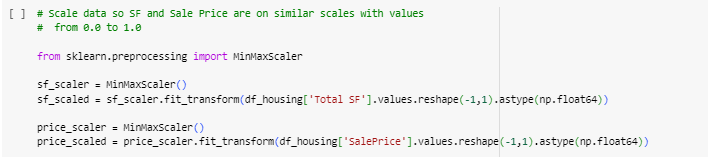 [ ] # Scale data so SF and Sale Price are on similar scales with values
#  from 0.0 to 1.0
from sklearn.preprocessing import MinMaxScaler
sf_scaler = MinMaxScaler()
sf_scaled = sf_scaler.fit_transform(df_housing['Total SF'].values.reshape(-1,1).astype(np.float64))
price_scaler = MinMaxScaler()
price_scaled = price_scaler.fit_transform(df_housing['SalePrice'].values.reshape(-1,1).astype(np.float64))